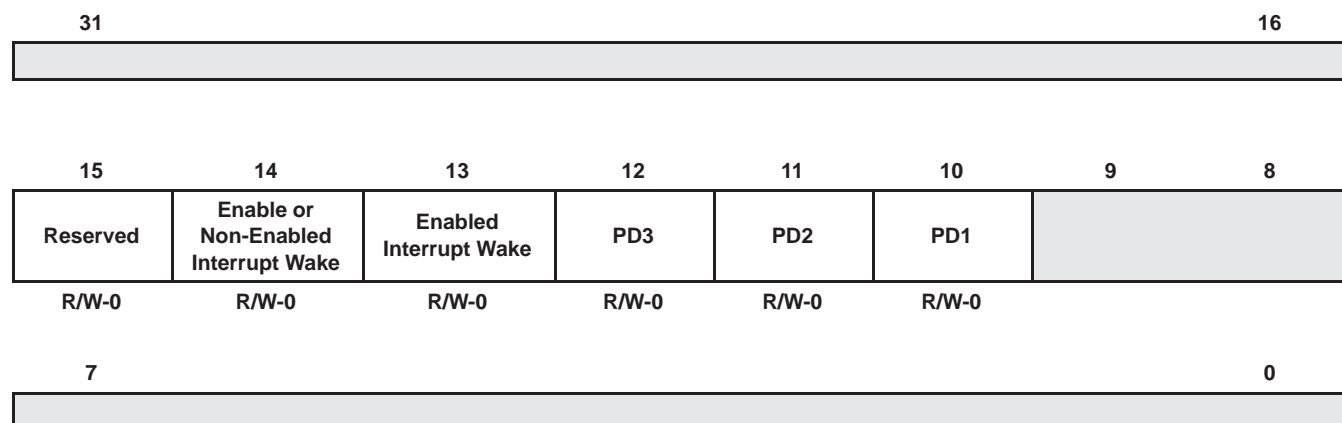 31 16
15 14 13 12 11 10 9 8
Reserved
Enable or
Non-Enabled
Interrupt Wake
Enabled
Interrupt Wake
PD3
PD2
PD1
R/W-0 R/W-0 R/W-0 R/W-0 R/W-0 R/W-0
7 0